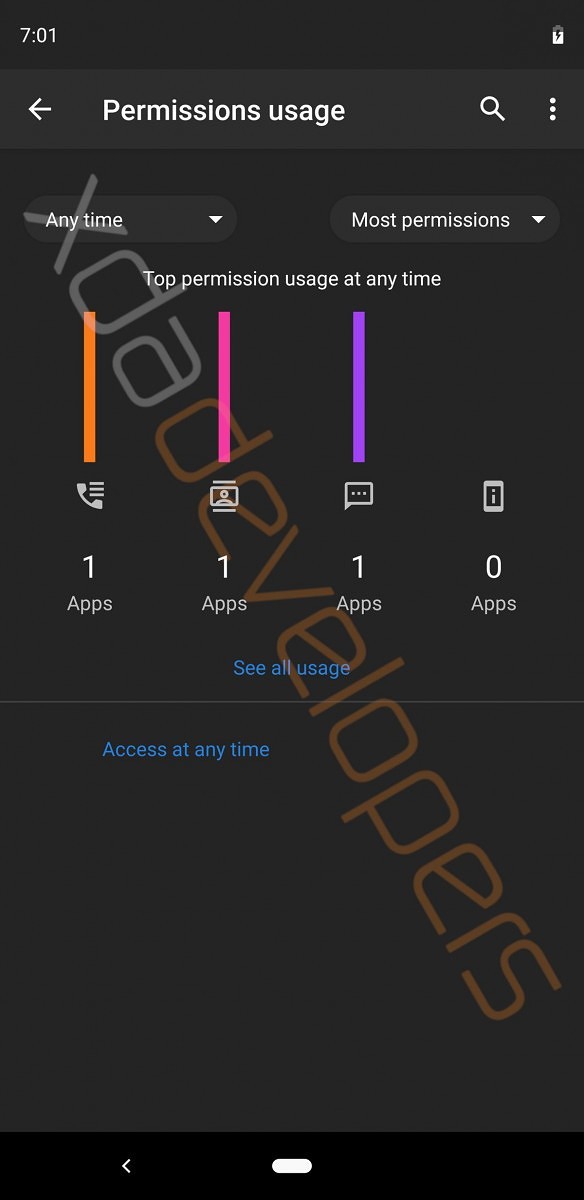 7:01
Permissions usage
Any time
Most permissions
Top permission usage at any time
1
1
1
0
Apps
Apps
Apps
Apps
See all usage
Access at any time
xdadevelopers